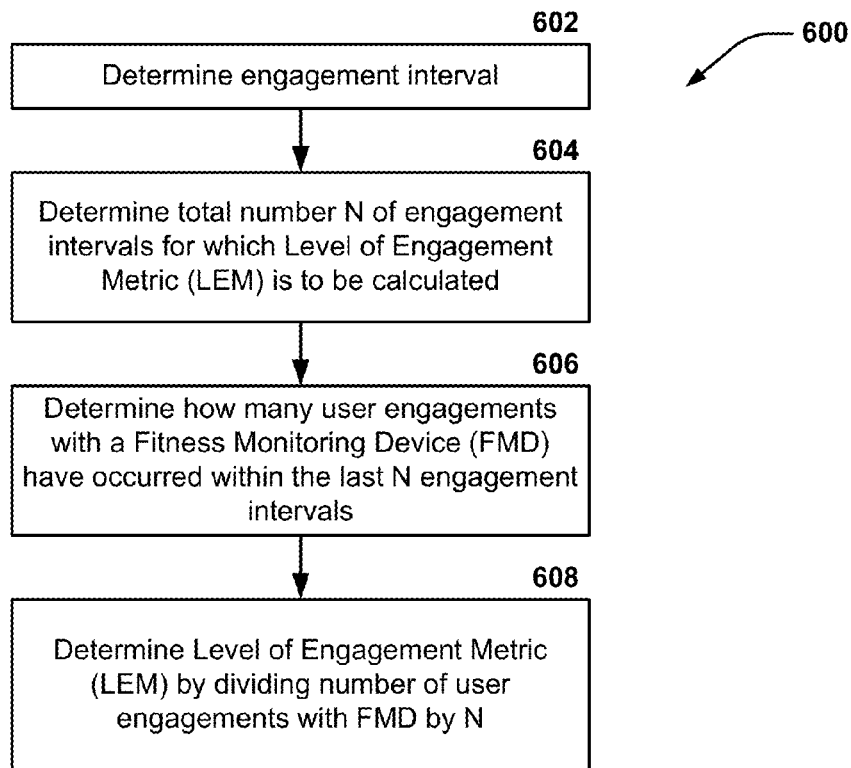 602
600
Determine engagement interval
604
Determine total number N of engagement
intervals for which Level of Engagement
Metric (LEM) is to be calculated
606
Determine how many user engagements
with a Fitness Monitoring Device (FMD)
have occurred within the last N engagement
intervals
608
Determine Level of Engagement Metric
(LEM) by dividing number of user
engagements with FMD by N